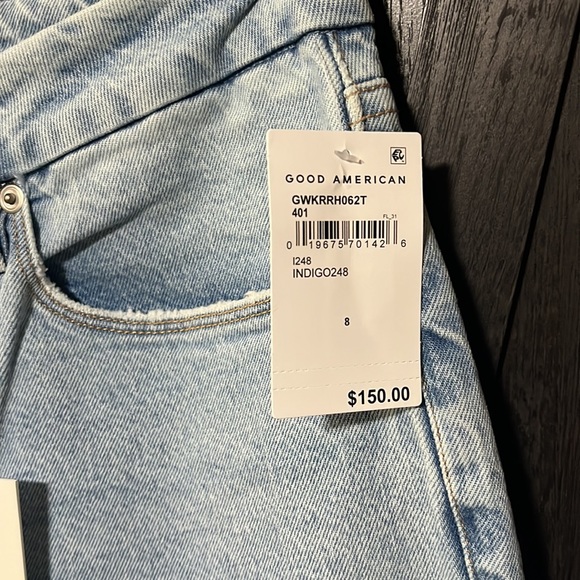 GOOD AMERICAN
GWKRRH062T
401
FL_31
0 19675 70142 6
I248
INDIGO248
8
$150.00